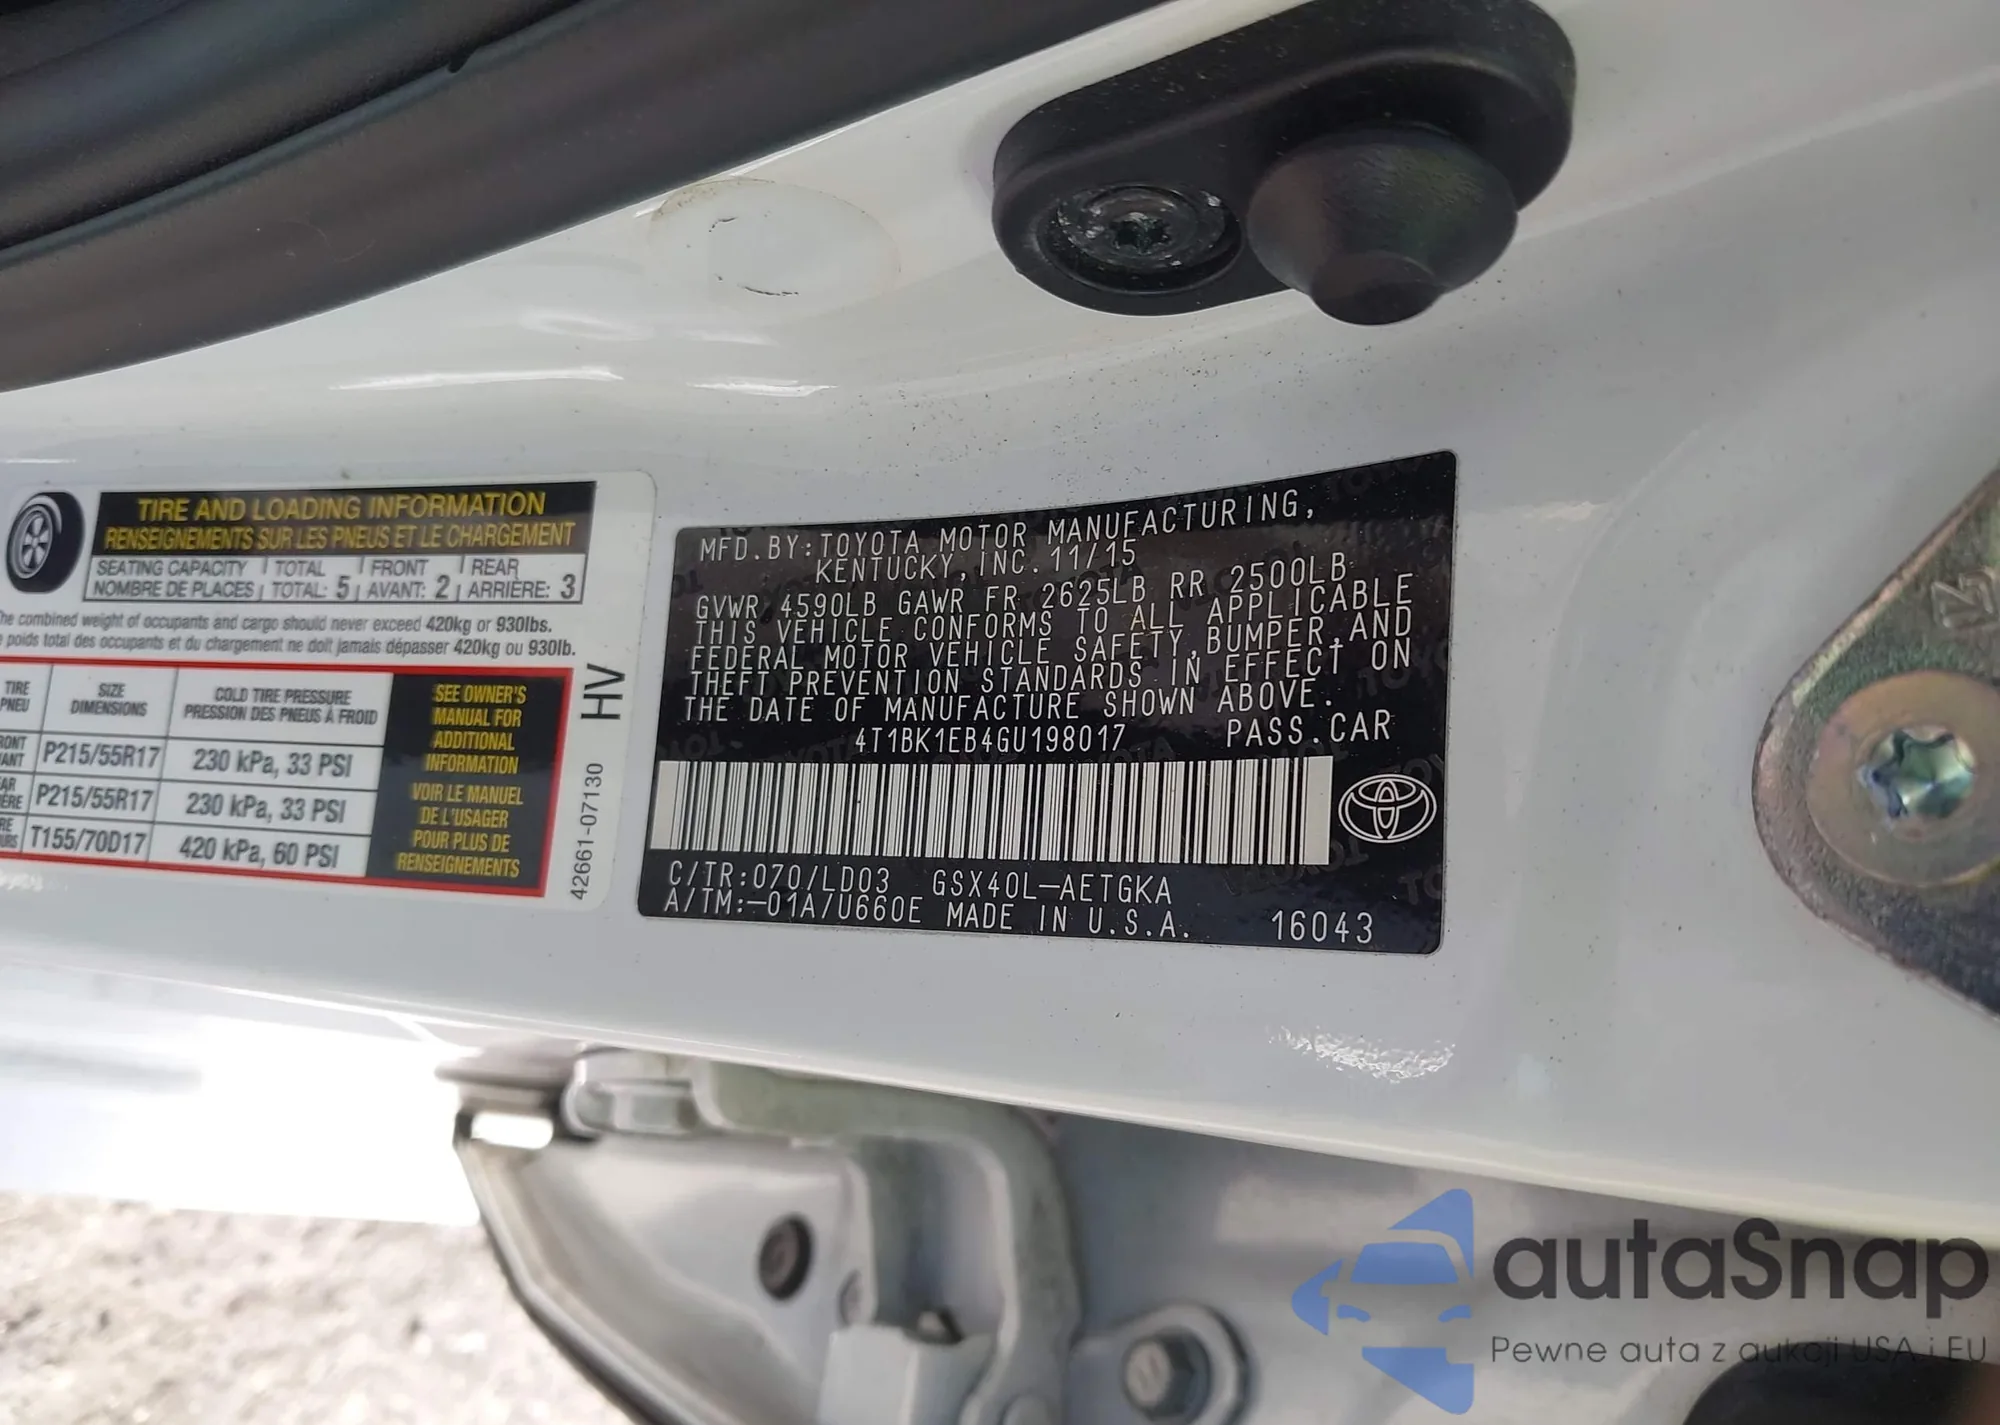 TIRE AND LOADING INFORMATION
RENSEIGNEMENTS SUR LES PNEUS ET LE CHARGEMENT
SEATING CAPACITY TOTAL FRONT REAR
NOMBRE DE PLACES TOTAL: 5 AVANT: 2 ARRIÈRE: 3
The combined weight of occupants and cargo should never exceed 420kg or 930lbs.
poids total des occupants et du chargement ne doit jamais dépasser 420kg ou 930lb.
TIRE SIZE COLD TIRE PRESSURE
PNEU DIMENSIONS PRESSION DES PNEUS À FROID
P215/55R17 230 kPa, 33 PSI
P215/55R17 230 kPa, 33 PSI
T155/70D17 420 kPa, 60 PSI
SEE OWNER'S
MANUAL FOR
ADDITIONAL
INFORMATION
VOIR LE MANUEL
DE L'USAGER
POUR PLUS DE
RENSEIGNEMENTS
42661-07130 HV
MFD.BY:TOYOTA MOTOR MANUFACTURING,
KENTUCKY,INC.11/15
GVWR 4590LB GAWR FR 2625LB RR 2500LB
THIS VEHICLE CONFORMS TO ALL APPLICABLE
FEDERAL MOTOR VEHICLE SAFETY,BUMPER,AND
THEFT PREVENTION STANDARDS IN EFFECT ON
THE DATE OF MANUFACTURE SHOWN ABOVE.
4T1BK1EB4GU198017 PASS.CAR
C/TR:070/LD03 GSX40L-AETGKA
A/TM:-01A/U660E MADE IN U.S.A. 16043
autaSnap
Pewne auta z aukcji USA i EU